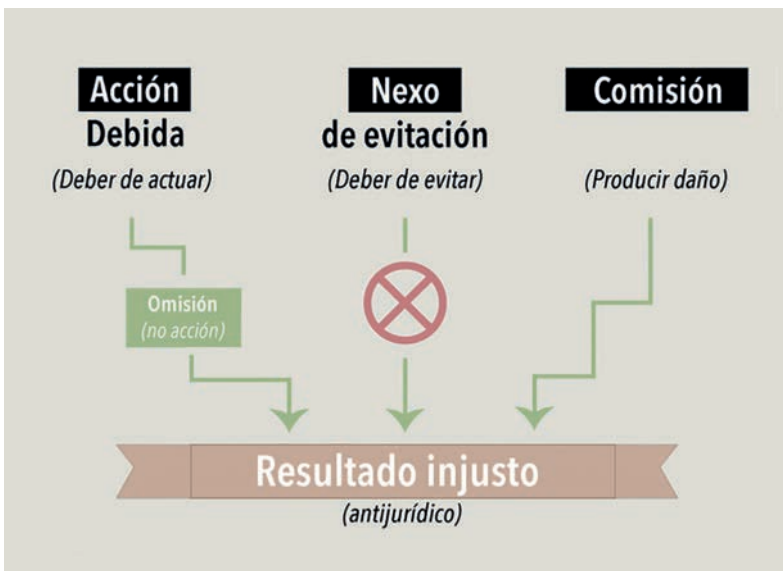 Acción
Debida
(Deber de actuar)
Nexo
de evitación
(Deber de evitar)
Comisión
(Producir daño)
Omisión
(no acción)
Resultado injusto
(antijurídico)